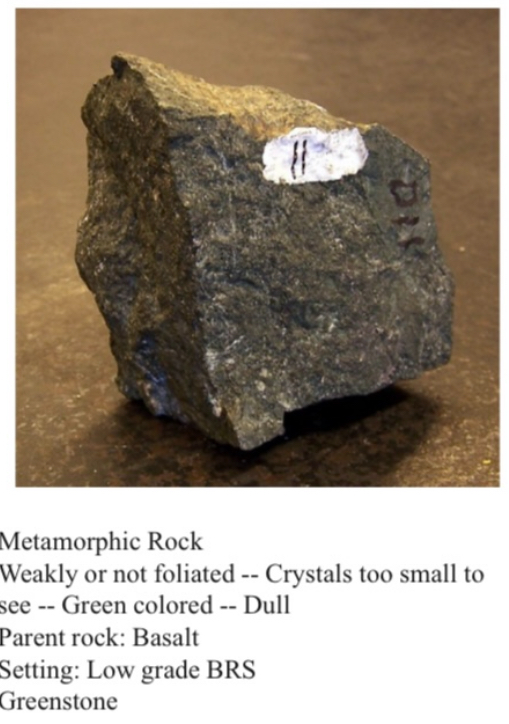 11
D11
Metamorphic Rock
Weakly or not foliated -- Crystals too small to
see -- Green colored -- Dull
Parent rock: Basalt
Setting: Low grade BRS
Greenstone